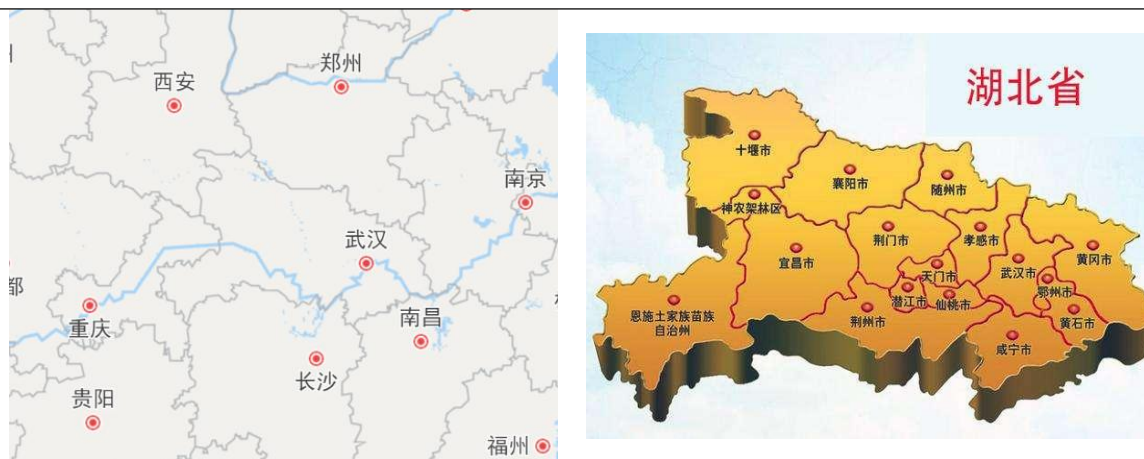 郑州
西安
南京
武汉
都
重庆
南昌
长沙
贵阳
福州
湖北省
十堰市
襄阳市
随州市
神农架林区
荆门市
孝感市
宜昌市
武汉市
黄冈市
天门市
鄂州市
潜江市
仙桃市
恩施土家族苗族
自治州
荆州市
黄石市
咸宁市